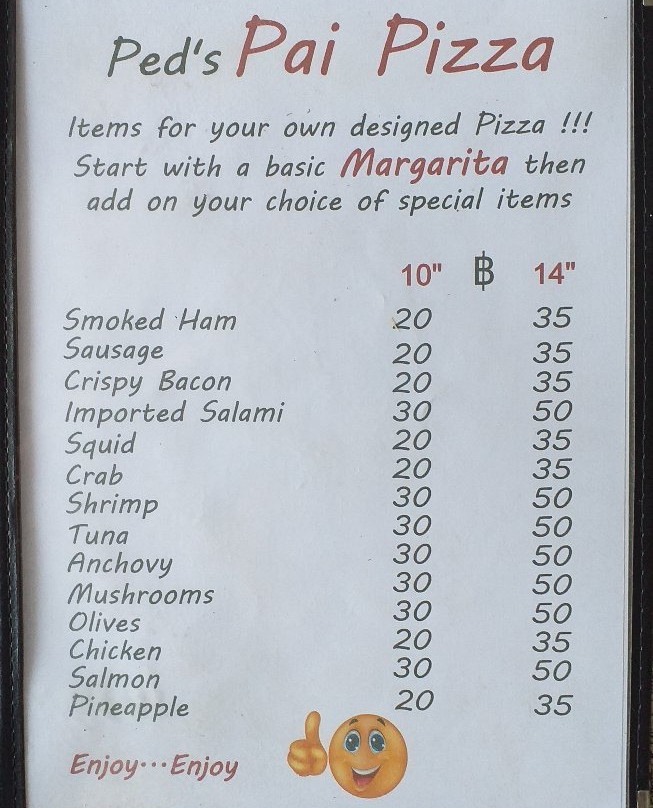 Ped's Pai Pizza
Items for your own designed Pizza !!!
Start with a basic Margarita then
add on your choice of special items
10" ฿ 14"
Smoked Ham 20 35
Sausage 20 35
Crispy Bacon 20 35
Imported Salami 30 50
Squid 20 35
Crab 20 35
Shrimp 30 50
Tuna 30 50
Anchovy 30 50
Mushrooms 30 50
Olives 30 50
Chicken 20 35
Salmon 30 50
Pineapple 20 35
Enjoy···Enjoy